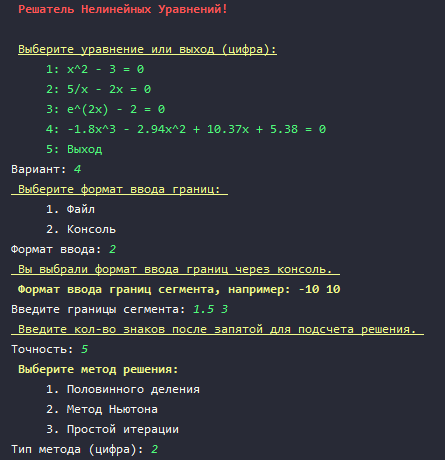 Решатель Нелинейных Уравнений!
Выберите уравнение или выход (цифра):
1: x^2 - 3 = 0
2: 5/x - 2x = 0
3: e^(2x) - 2 = 0
4: -1.8x^3 - 2.94x^2 + 10.37x + 5.38 = 0
5: Выход
Вариант: 4
Выберите формат ввода границ:
1. Файл
2. Консоль
Формат ввода: 2
Вы выбрали формат ввода границ через консоль.
Формат ввода границ сегмента, например: -10 10
Введите границы сегмента: 1.5 3
Введите кол-во знаков после запятой для подсчета решения.
Точность: 5
Выберите метод решения:
1. Половинного деления
2. Метод Ньютона
3. Простой итерации
Тип метода (цифра): 2